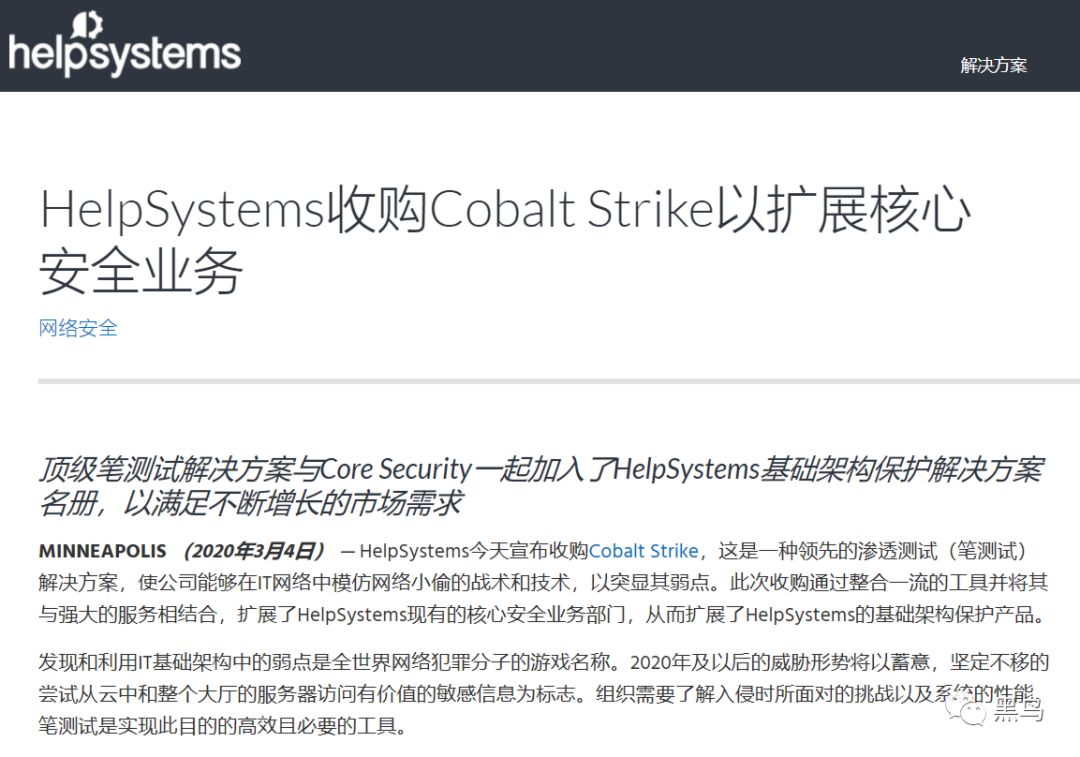 helpsystems
解决方案
HelpSystems收购Cobalt Strike以扩展核心
安全业务
网络安全
顶级笔测试解决方案与Core Security一起加入了HelpSystems基础架构保护解决方案
名册，以满足不断增长的市场需求
MINNEAPOLIS （2020年3月4日） — HelpSystems今天宣布收购Cobalt Strike，这是一种领先的渗透测试（笔测试）
解决方案，使公司能够在IT网络中模仿网络小偷的战术和技术，以突显其弱点。此次收购通过整合一流的工具并将其
与强大的服务相结合，扩展了HelpSystems现有的核心安全业务部门，从而扩展了HelpSystems的基础架构保护产品。
发现和利用IT基础架构中的弱点是全世界网络犯罪分子的游戏名称。2020年及以后的威胁形势将以蓄意，坚定不移的
尝试从云中和整个大厅的服务器访问有价值的敏感信息为标志。组织需要了解入侵时所面对的挑战以及系统的性能，
笔测试是实现此目的的高效且必要的工具。
黑鸟